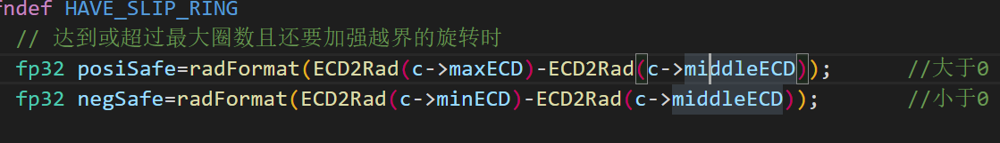 fndef HAVE_SLIP_RING
// 达到或超过最大圈数且还要加强越界的旋转时
fp32 posiSafe=radFormat(ECD2Rad(c->maxECD)-ECD2Rad(c->middleECD)); //大于0
fp32 negSafe=radFormat(ECD2Rad(c->minECD)-ECD2Rad(c->middleECD)); //小于0